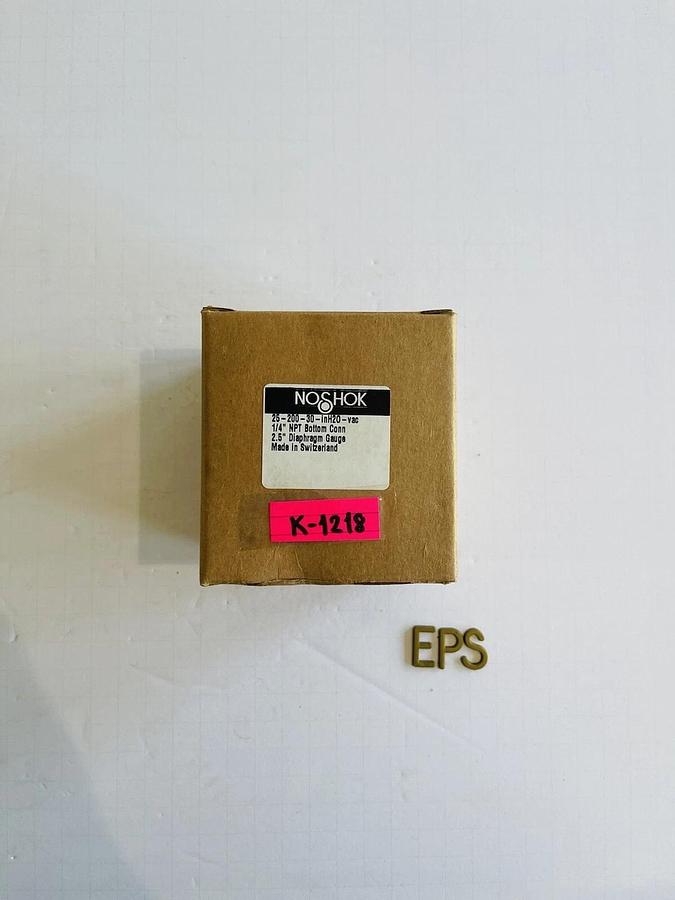 NOSHOK
25-200-30-inH2O-vac
1/4" NPT Bottom Conn
2.5" Diaphragm Gauge
Made in Switzerland
K-1218
EPS